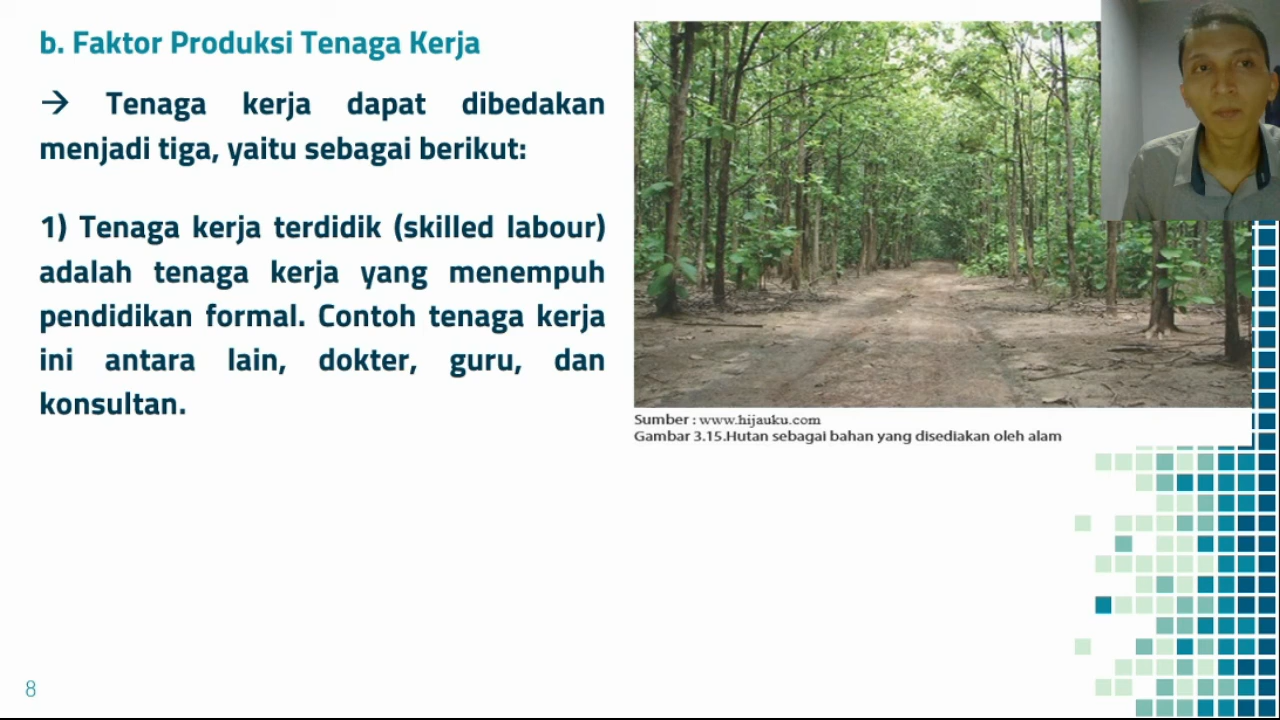 b. Faktor Produksi Tenaga Kerja
→ Tenaga kerja dapat dibedakan
menjadi tiga, yaitu sebagai berikut:
1) Tenaga kerja terdidik (skilled labour)
adalah tenaga kerja yang menempuh
pendidikan formal. Contoh tenaga kerja
ini antara lain, dokter, guru, dan
konsultan.
Sumber : www.hijauku.com
Gambar 3.15.Hutan sebagai bahan yang disediakan oleh alam
8